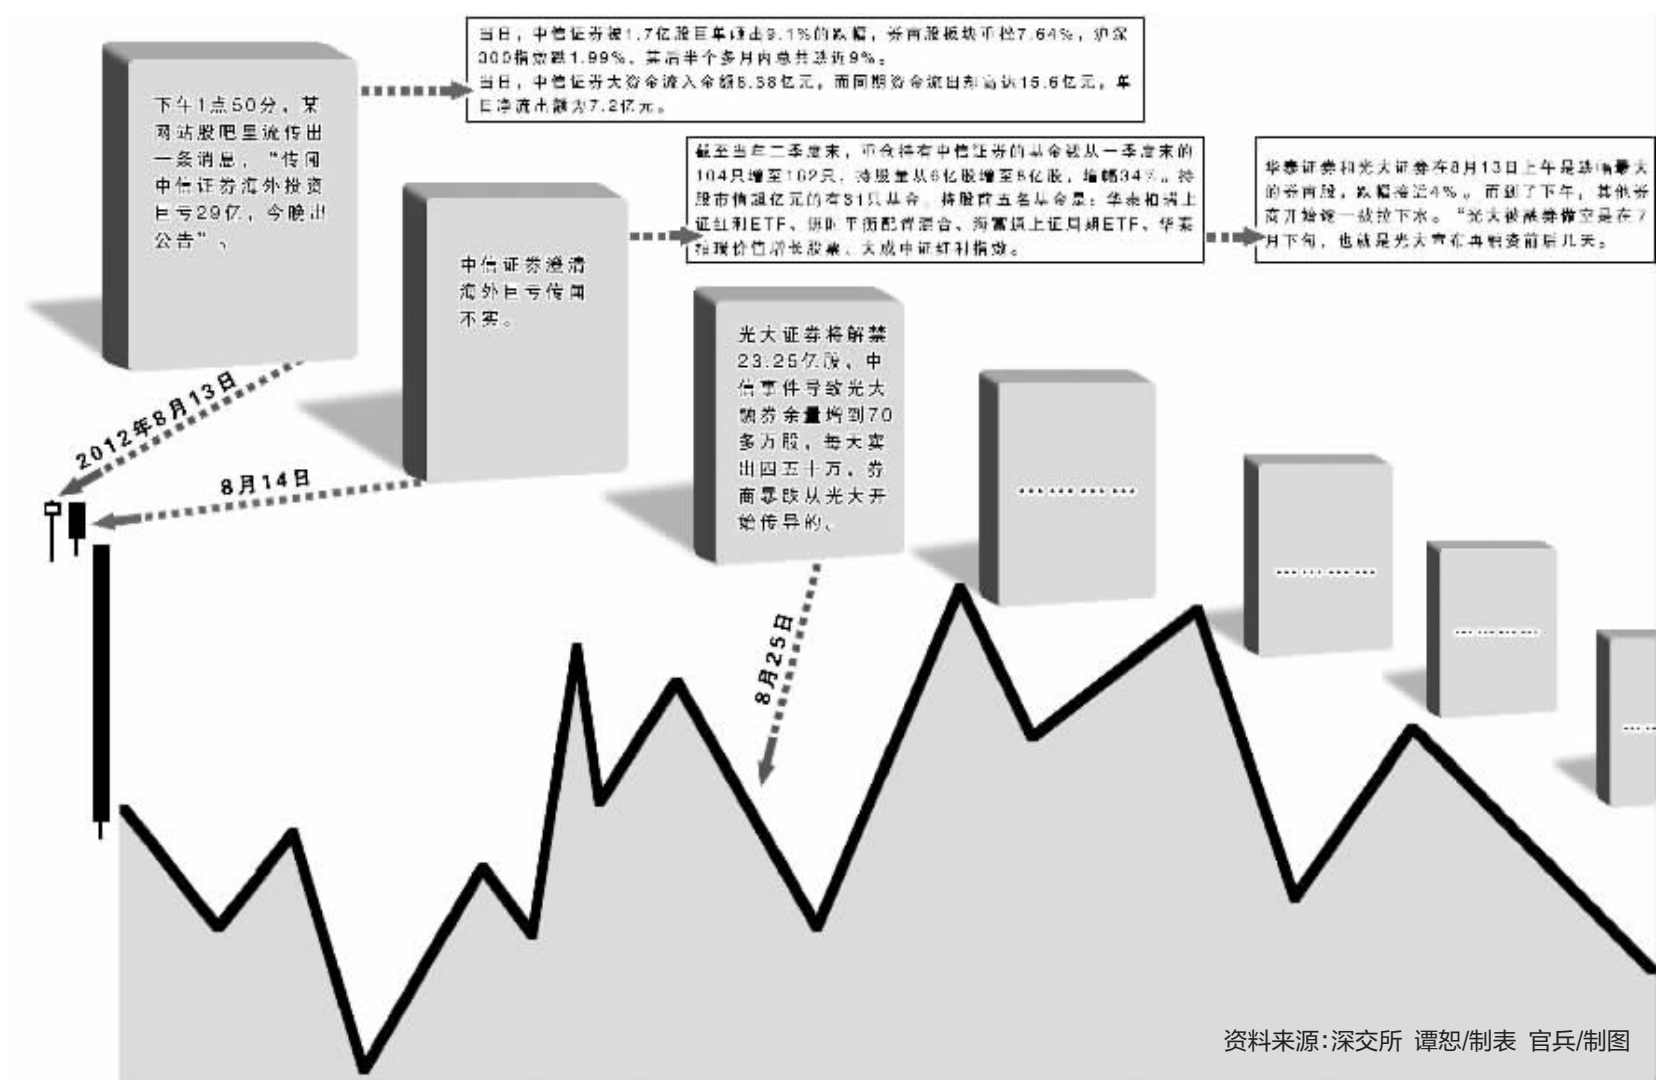 当日，中信证券被1.7亿股巨单砸出9.1%的跌幅，券商股板块重挫7.64%，沪深
300指数跌1.99%。其后半个多月内总共跌近9%。
当日，中信证券大资金流入金额8.38亿元，而同期资金流出却高达15.6亿元，单
日净流出额为7.2亿元。
下午1点50分，某
网站股吧里流传出
一条消息，“传闻
中信证券海外投资
巨亏29亿，今晚出
公告”。
截至当年二季度末，重仓持有中信证券的基金数从一季度末的
104只增至162只，持股量从6亿股增至8亿股，增幅34%。持
股市值超亿元的有31只基金。持股前五名基金是：华泰柏瑞上
证红利ETF、 平衡配置混合、海富通上证周期ETF、华泰
柏瑞价值增长股票、大成中证红利指数。
华泰证券和光大证券在8月13日上午是跌幅最大
的券商股，跌幅接近4%。而到了下午，其他券
商开始逐一被拉下水。“光大被融券做空是在7
月下旬，也就是光大宣布再融资前后几天。
中信证券澄清
海外巨亏传闻
不实。
光大证券将解禁
23.25亿股，中
信事件导致光大
融券余量增到70
多万股，每天卖
出四五十万，券
商暴跌从光大开
始传导的。
2012年8月13日
8月14日
8月25日
…………
…………
…………
……
资料来源：深交所 谭恕/制表 官兵/制图